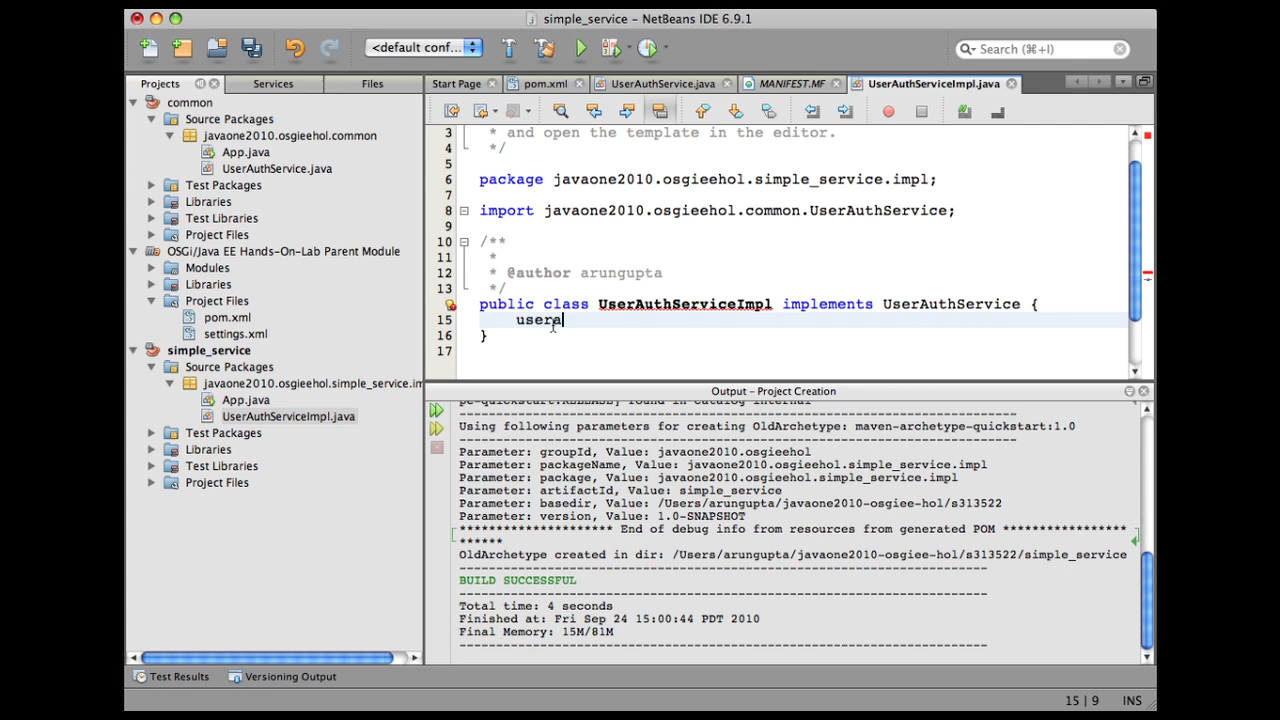 simple_service – NetBeans IDE 6.9.1
<default conf...
Search (⌘+I)
Projects
Services
Files
Start Page
pom.xml
UserAuthService.java
MANIFEST.MF
UserAuthServiceImpl.java
common
Source Packages
javaone2010.osgieehol.common
App.java
UserAuthService.java
Test Packages
Libraries
Test Libraries
Project Files
OSGi/Java EE Hands-On-Lab Parent Module
Modules
Libraries
Project Files
pom.xml
settings.xml
simple_service
Source Packages
javaone2010.osgieehol.simple_service.im
App.java
UserAuthServiceImpl.java
Test Packages
Libraries
Test Libraries
Project Files
3 * and open the template in the editor.
4 */
5
6 package javaone2010.osgieehol.simple_service.impl;
7
8 import javaone2010.osgieehol.common.UserAuthService;
9
10 /**
11 *
12 * @author arungupta
13 */
public class UserAuthServiceImpl implements UserAuthService {
15 usera
16 }
17
Output – Project Creation
pe-quickstart:RELEASE] found in catalog internal
------------------------------------------------------------------------
Using following parameters for creating OldArchetype: maven-archetype-quickstart:1.0
------------------------------------------------------------------------
Parameter: groupId, Value: javaone2010.osgieehol
Parameter: packageName, Value: javaone2010.osgieehol.simple_service.impl
Parameter: package, Value: javaone2010.osgieehol.simple_service.impl
Parameter: artifactId, Value: simple_service
Parameter: basedir, Value: /Users/arungupta/javaone2010-osgiee-hol/s313522
Parameter: version, Value: 1.0-SNAPSHOT
********************* End of debug info from resources from generated POM *****************
******
OldArchetype created in dir: /Users/arungupta/javaone2010-osgiee-hol/s313522/simple_service
------------------------------------------------------------------------
BUILD SUCCESSFUL
------------------------------------------------------------------------
Total time: 4 seconds
Finished at: Fri Sep 24 15:00:44 PDT 2010
Final Memory: 15M/81M
------------------------------------------------------------------------
Test Results
Versioning Output
15 | 9
INS